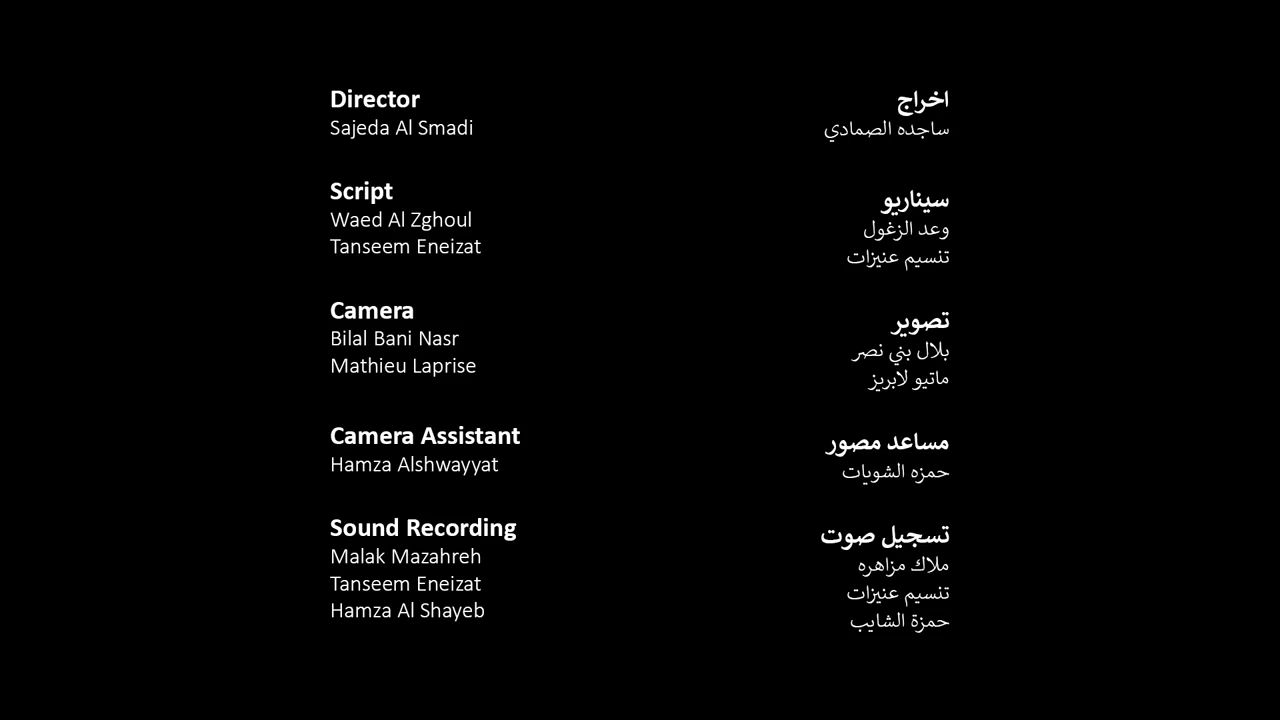 Director
Sajeda Al Smadi
Script
Waed Al Zghoul
Tanseem Eneizat
Camera
Bilal Bani Nasr
Mathieu Laprise
Camera Assistant
Hamza Alshwayyat
Sound Recording
Malak Mazahreh
Tanseem Eneizat
Hamza Al Shayeb
اخراج
ساجده الصمادي
سيناريو
وعد الزغول
تنسيم عنيزات
تصوير
بلال بني نصر
ماتيو لابريز
مساعد مصور
حمزه الشويات
تسجيل صوت
ملاك مزاهره
تنسيم عنيزات
حمزة الشايب